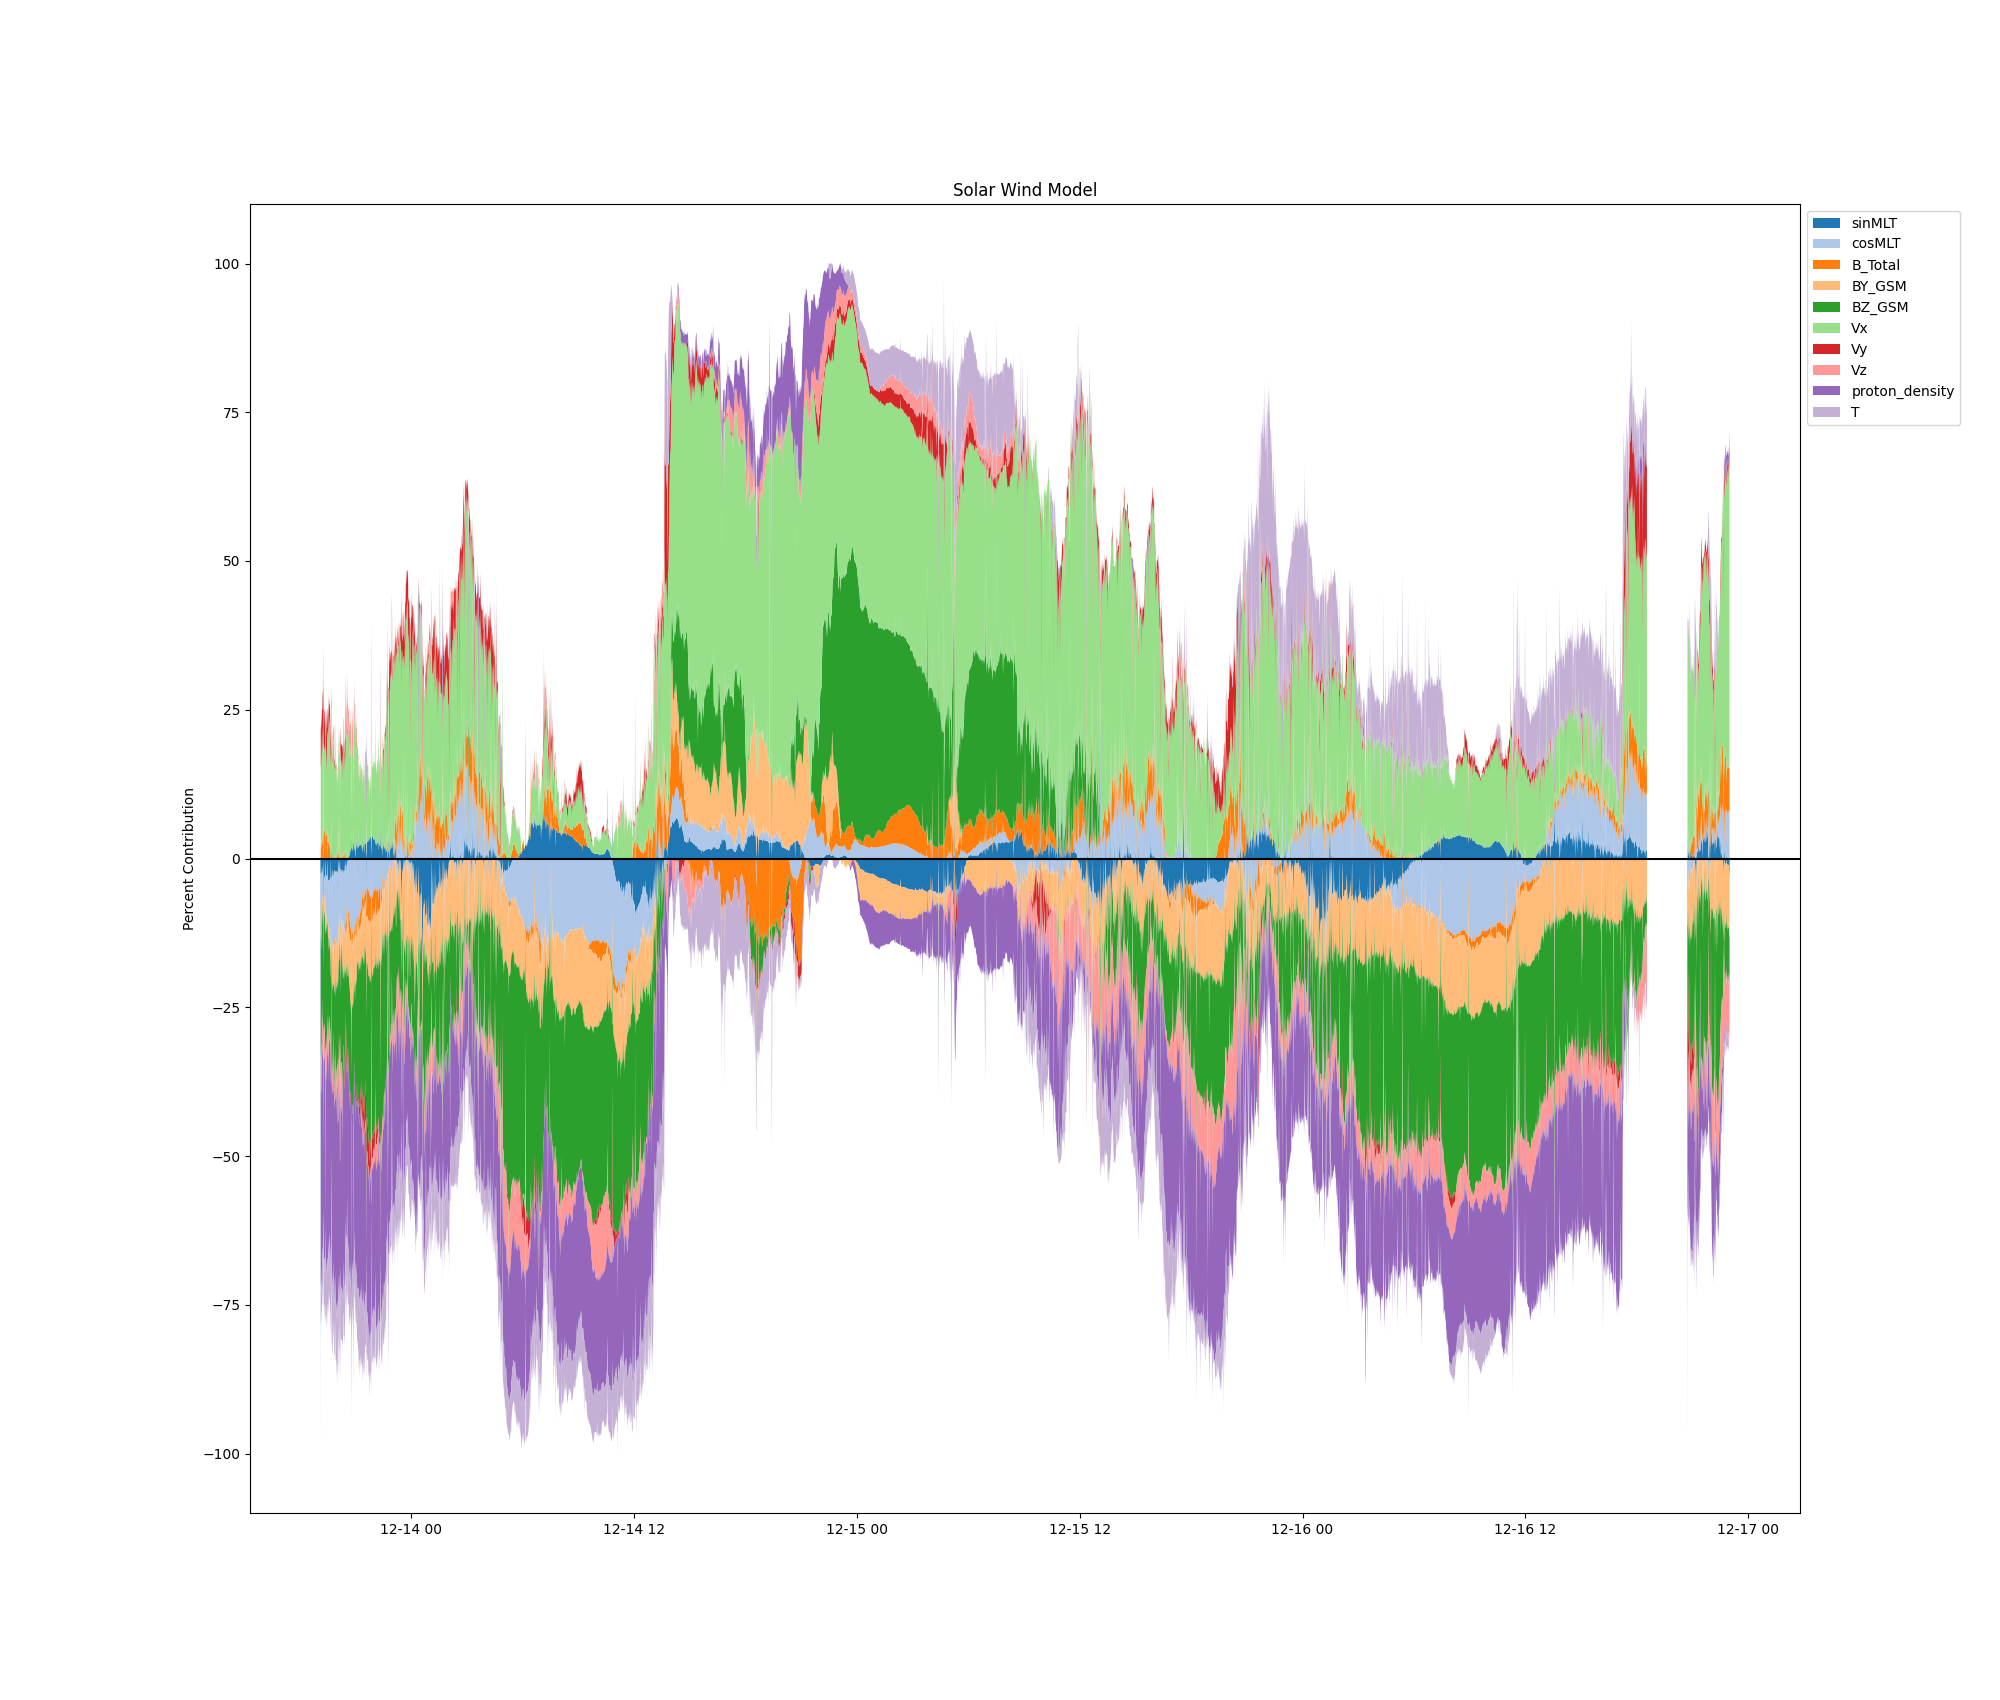 Solar Wind Model
sinMLT
cosMLT
B_Total
BY_GSM
BZ_GSM
Vx
Vy
Vz
proton_density
T
Percent Contribution
100
75
50
25
0
−25
−50
−75
−100
12-14 00
12-14 12
12-15 00
12-15 12
12-16 00
12-16 12
12-17 00